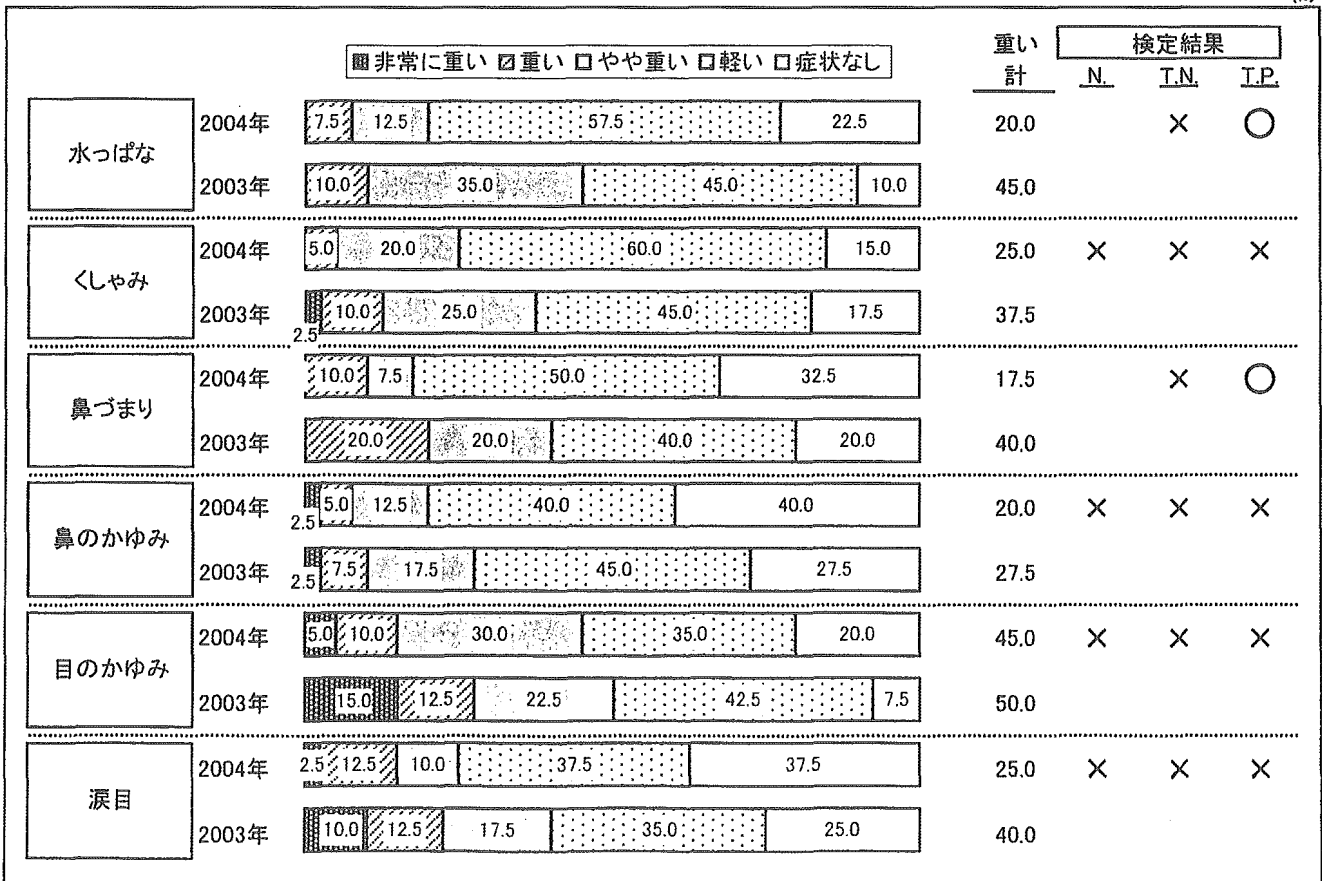 非常に重い 重い やや重い 軽い 症状なし
重い計 検定結果
N. T.N. T.P.
水っぱな
2004年 7.5 12.5 57.5 22.5 20.0 × ○
2003年 10.0 35.0 45.0 10.0 45.0
くしゃみ
2004年 5.0 20.0 60.0 15.0 25.0 × × ×
2003年 2.5 10.0 25.0 45.0 17.5 37.5
鼻づまり
2004年 10.0 7.5 50.0 32.5 17.5 × ○
2003年 20.0 20.0 40.0 20.0 40.0
鼻のかゆみ
2004年 2.5 5.0 12.5 40.0 40.0 20.0 × × ×
2003年 2.5 7.5 17.5 45.0 27.5 27.5
目のかゆみ
2004年 5.0 10.0 30.0 35.0 20.0 45.0 × × ×
2003年 15.0 12.5 22.5 42.5 7.5 50.0
涙目
2004年 2.5 12.5 10.0 37.5 37.5 25.0 × × ×
2003年 10.0 12.5 17.5 35.0 25.0 40.0